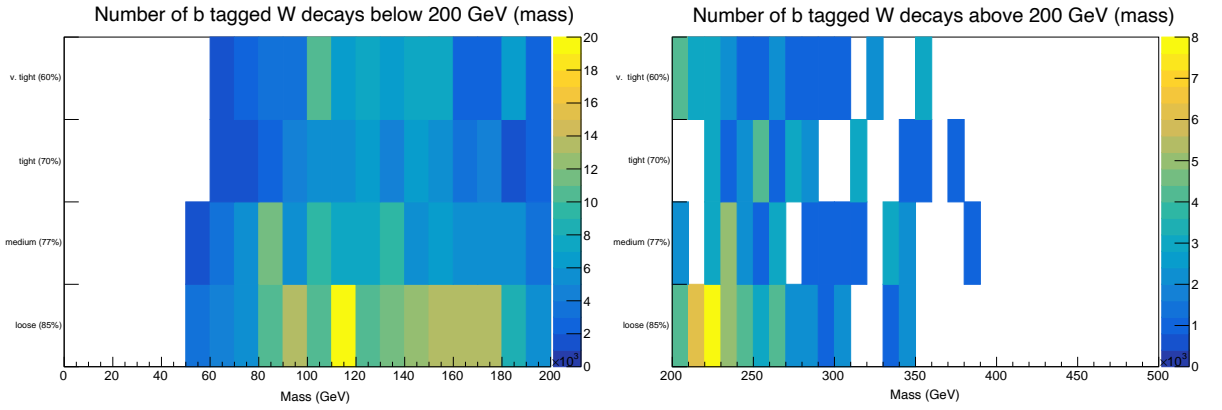 Number of b tagged W decays below 200 GeV (mass)
v. tight (60%)
tight (70%)
medium (77%)
loose (85%)
0 20 40 60 80 100 120 140 160 180 200
Mass (GeV)
20
18
16
14
12
10
8
6
4
2
0
×10³
Number of b tagged W decays above 200 GeV (mass)
v. tight (60%)
tight (70%)
medium (77%)
loose (85%)
200 250 300 350 400 450 500
Mass (GeV)
8
7
6
5
4
3
2
1
0
×10³